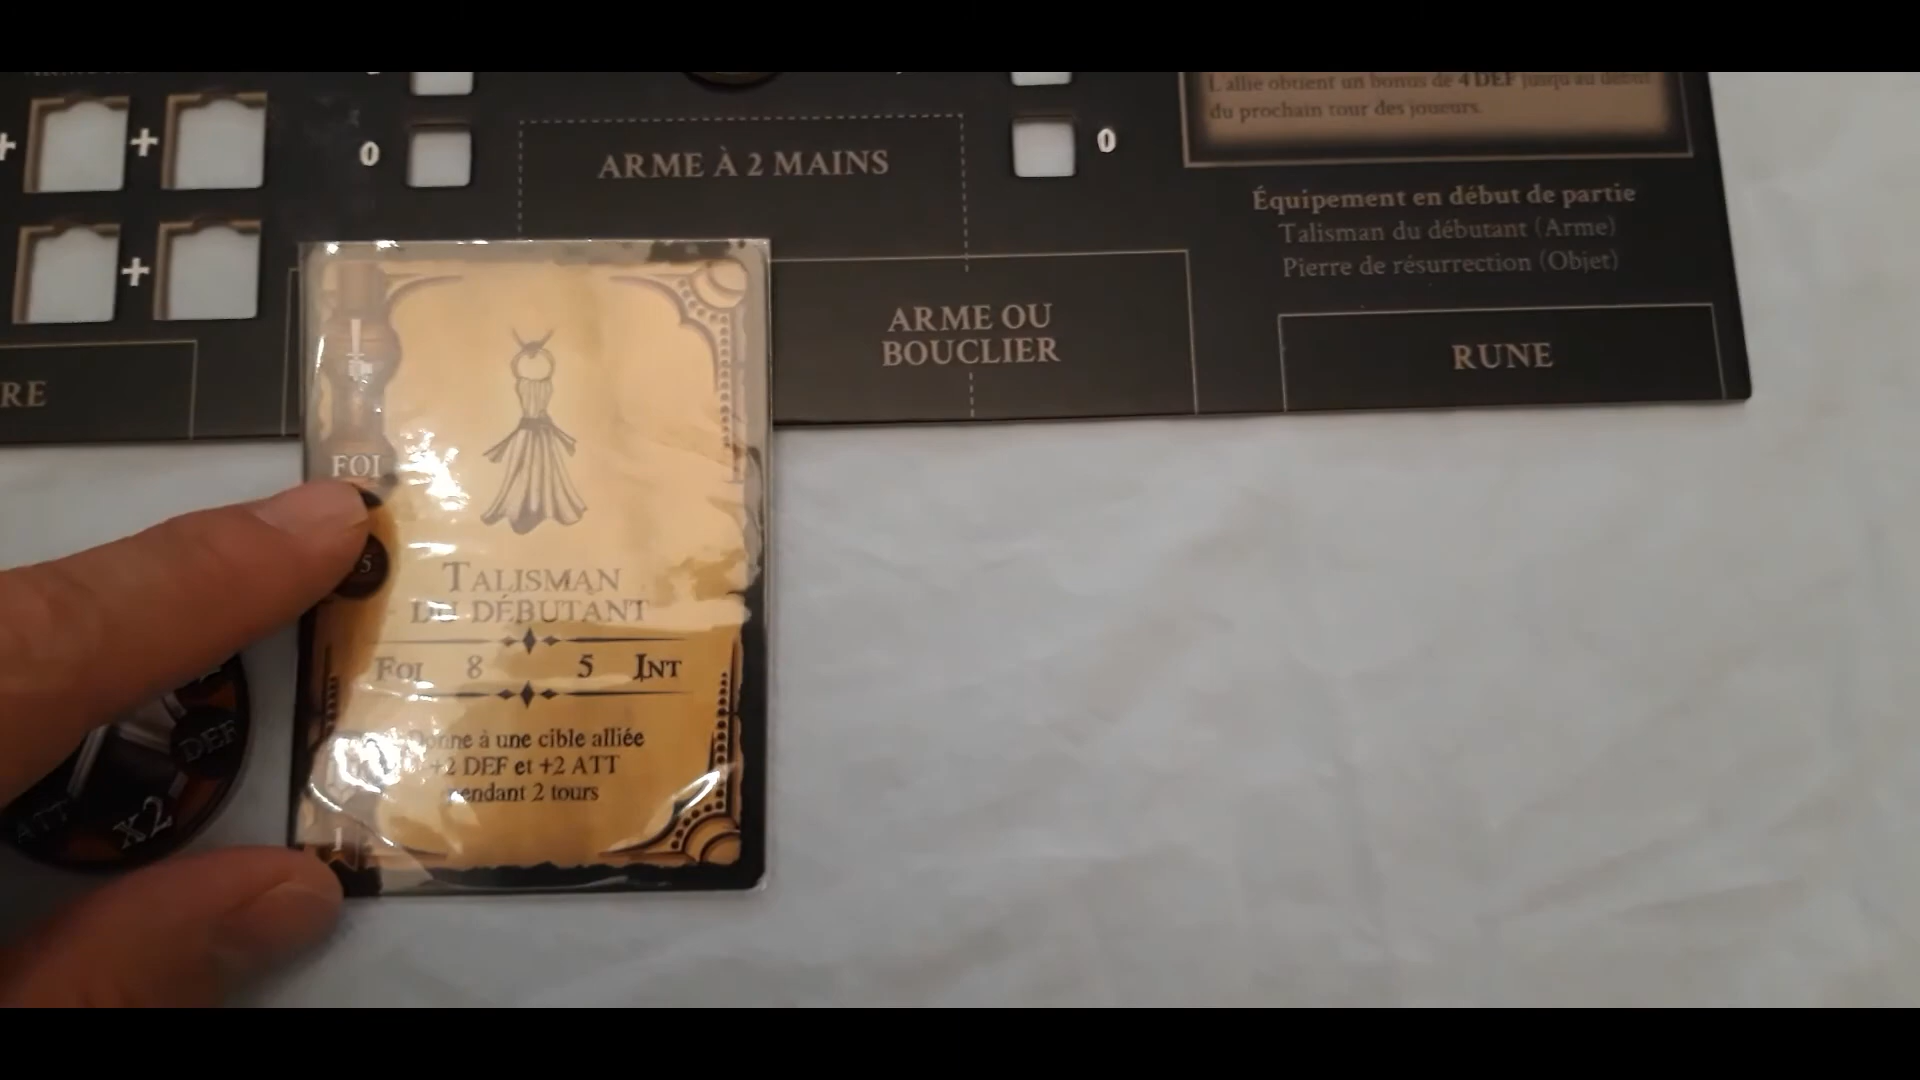 L'allié obtient un bonus de 4 DEF jusqu'au début
du prochain tour des joueurs.
+ +
0
ARME À 2 MAINS
0
Équipement en début de partie
Talisman du débutant (Arme)
Pierre de résurrection (Objet)
+
RE
ARME OU
BOUCLIER
RUNE
FOI
5
TALISMAN
DU DÉBUTANT
FOI 8 5 INT
Donne à une cible alliée
+2 DEF et +2 ATT
pendant 2 tours
1
DEF
ATT
X2